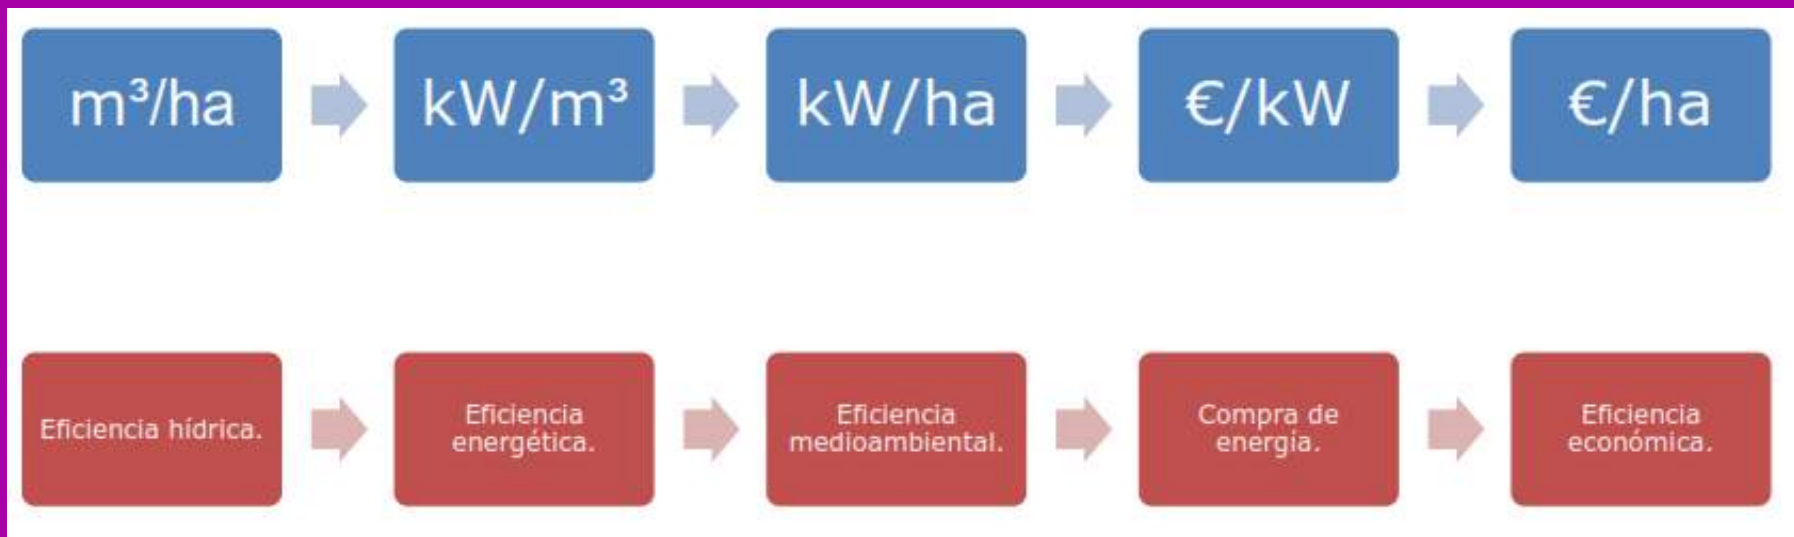 m³/ha
kW/m³
kW/ha
€/kW
€/ha
Eficiencia hídrica.
Eficiencia
energética.
Eficiencia
medioambiental.
Compra de
energía.
Eficiencia
económica.